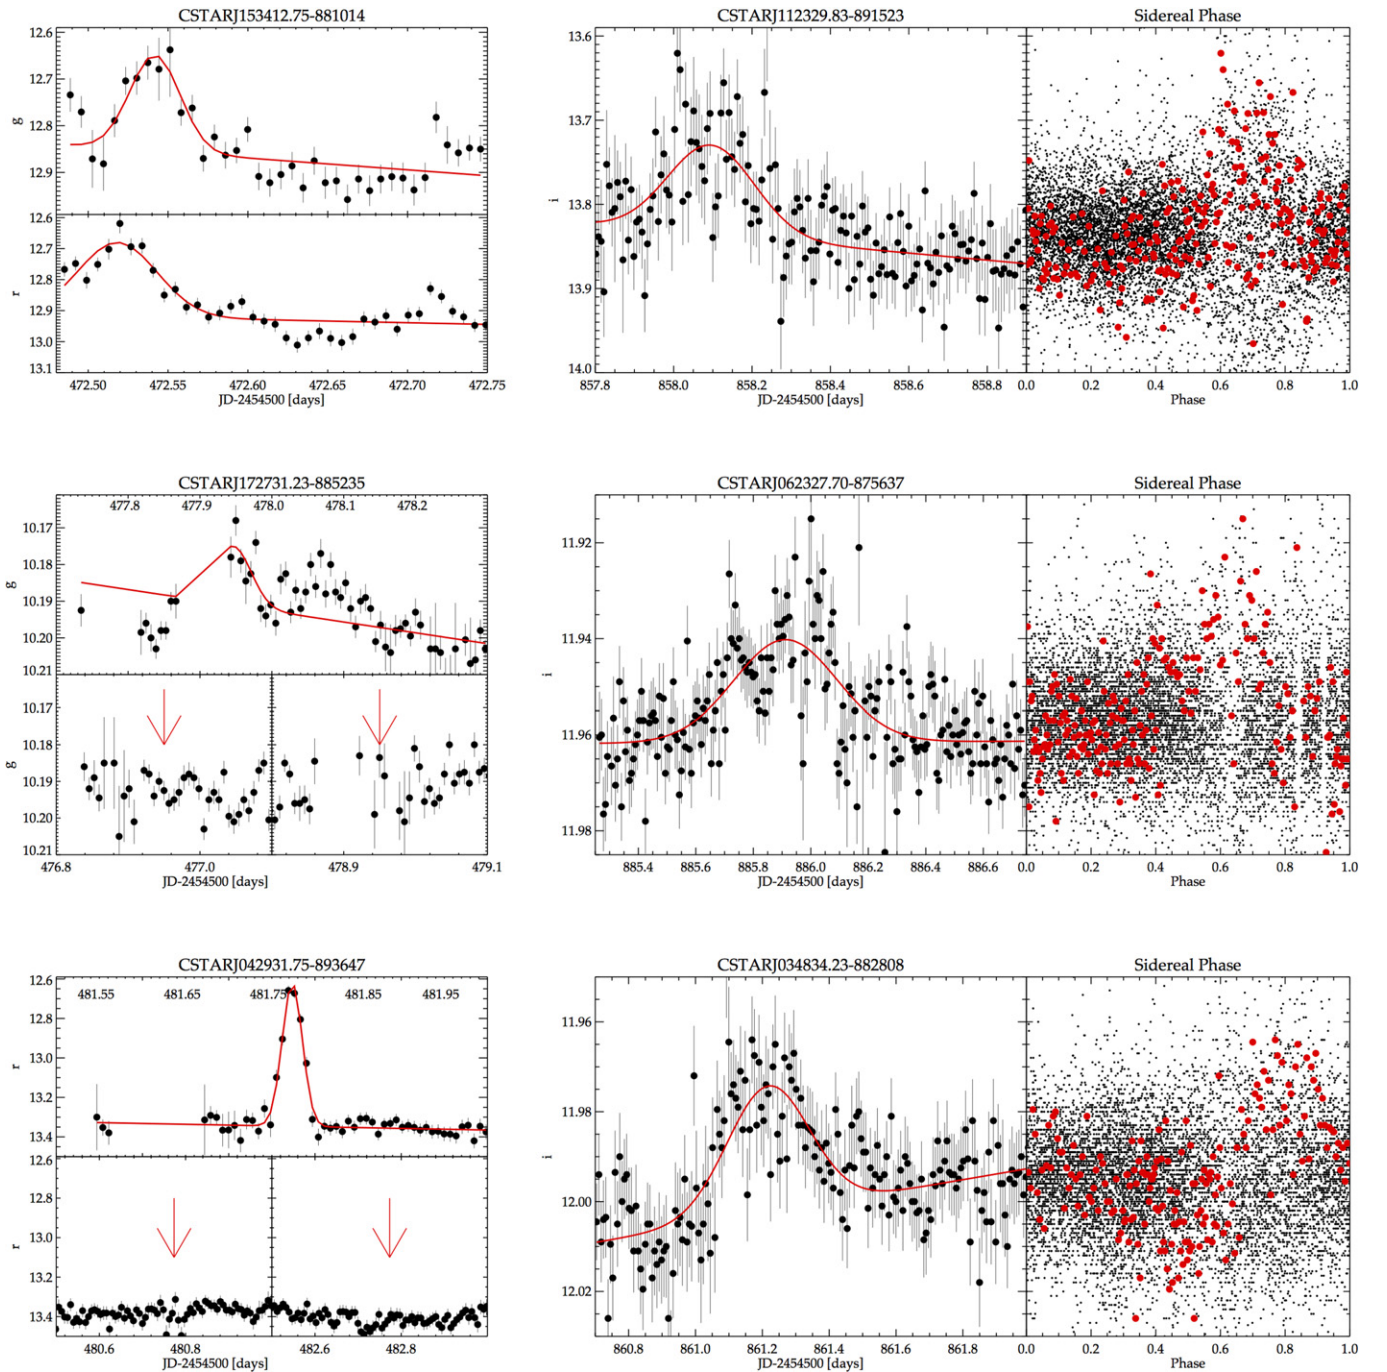 CSTARJ153412.75-881014
12.6
12.7
12.8
12.9
g
12.6
12.7
12.8
12.9
13.0
13.1
r
472.50 472.55 472.60 472.65 472.70 472.75
JD-2454500 [days]
CSTARJ112329.83-891523 Sidereal Phase
13.6
13.7
13.8
13.9
14.0
i
857.8 858.0 858.2 858.4 858.6 858.8 0.0 0.2 0.4 0.6 0.8 1.0
JD-2454500 [days] Phase
CSTARJ172731.23-885235
477.8 477.9 478.0 478.1 478.2
10.17
10.18
10.19
10.20
10.21
g
10.17
10.18
10.19
10.20
10.21
g
476.8 477.0 478.9 479.1
JD-2454500 [days]
CSTARJ062327.70-875637 Sidereal Phase
11.92
11.94
11.96
11.98
i
885.4 885.6 885.8 886.0 886.2 886.4 886.6 0.0 0.2 0.4 0.6 0.8 1.0
JD-2454500 [days] Phase
CSTARJ042931.75-893647
481.55 481.65 481.75 481.85 481.95
12.6
12.8
13.0
13.2
13.4
r
12.6
12.8
13.0
13.2
13.4
r
480.6 480.8 482.6 482.8
JD-2454500 [days]
CSTARJ034834.23-882808 Sidereal Phase
11.96
11.98
12.00
12.02
i
860.8 861.0 861.2 861.4 861.6 861.8 0.0 0.2 0.4 0.6 0.8 1.0
JD-2454500 [days] Phase